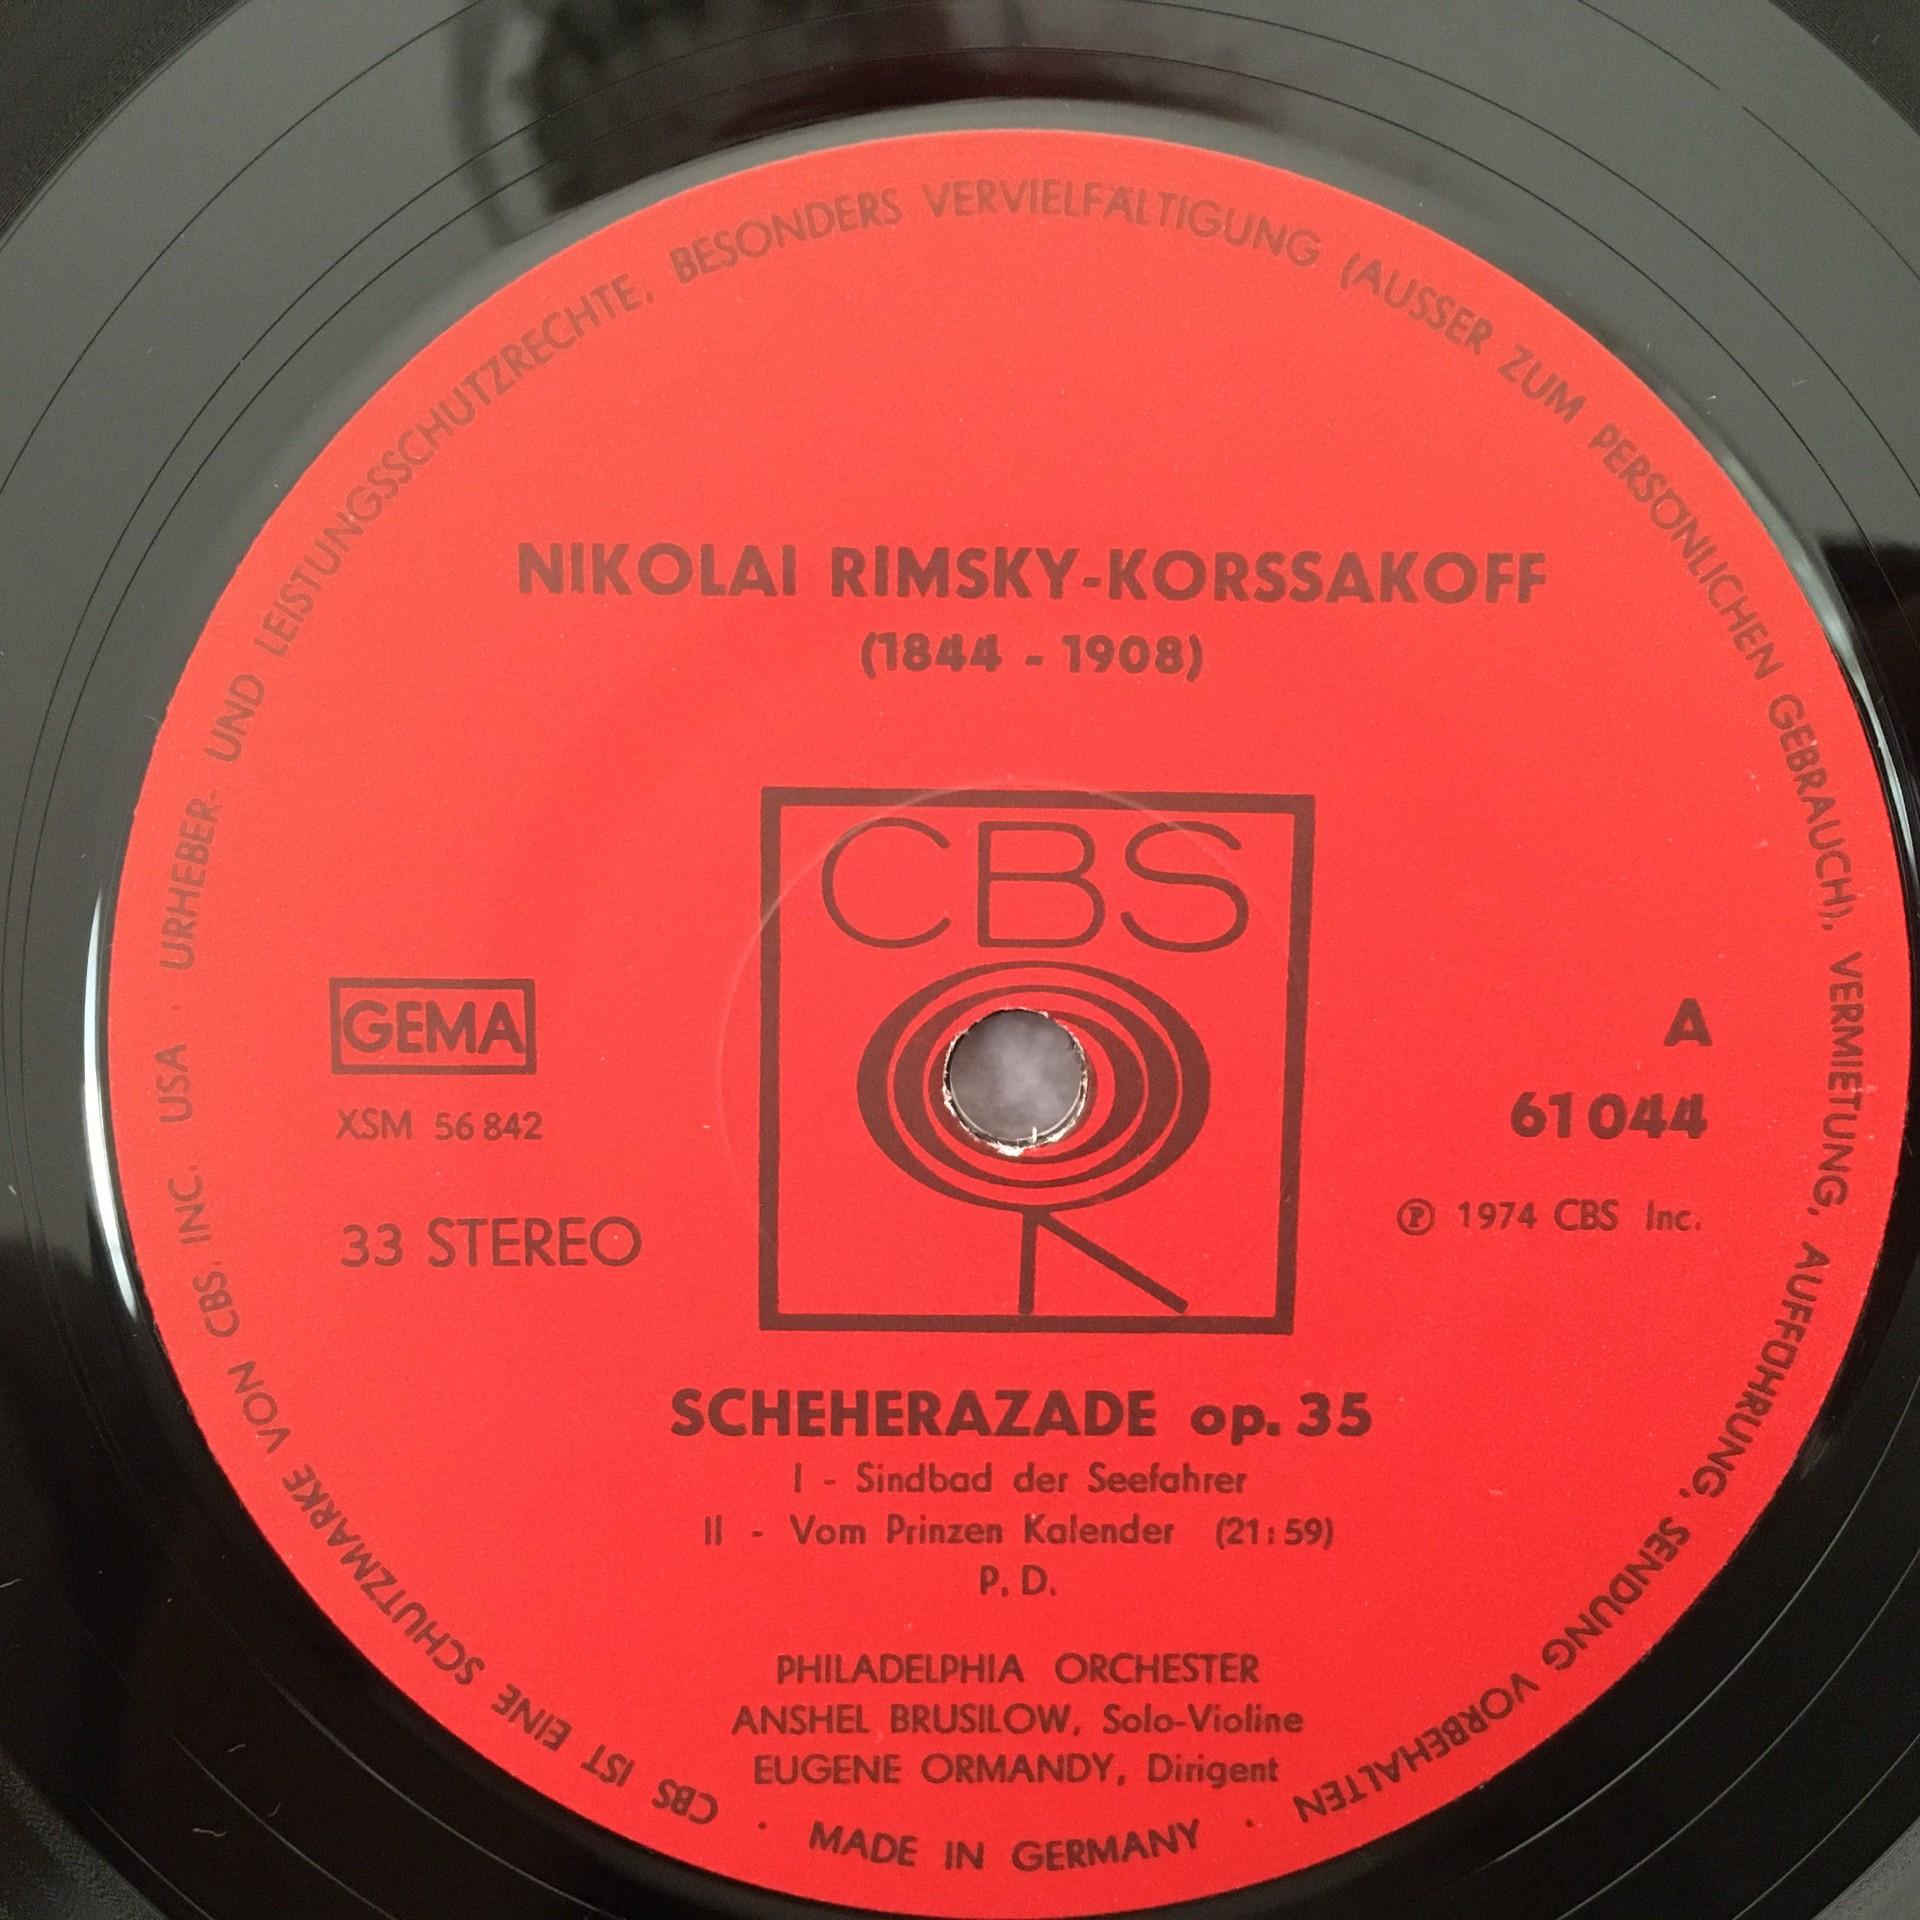 URHEBER- UND LEISTUNGSSCHUTZRECHTE, BESONDERS VERVIELFÄLTIGUNG (AUSSER ZUM PERSÖNLICHEN GEBRAUCH), VERMIETUNG, AUFFÜHRUNG, SENDUNG VORBEHALTEN
NIKOLAI RIMSKY-KORSSAKOFF
(1844 - 1908)
CBS
GEMA
XSM 56 842
33 STEREO
A
61 044
Ⓟ 1974 CBS Inc.
SCHEHERAZADE op. 35
I - Sindbad der Seefahrer
II - Vom Prinzen Kalender (21:59)
P. D.
PHILADELPHIA ORCHESTER
ANSHEL BRUSILOW, Solo-Violine
EUGENE ORMANDY, Dirigent
· MADE IN GERMANY ·
CBS IST EINE SCHUTZMARKE VON CBS, INC. USA ·